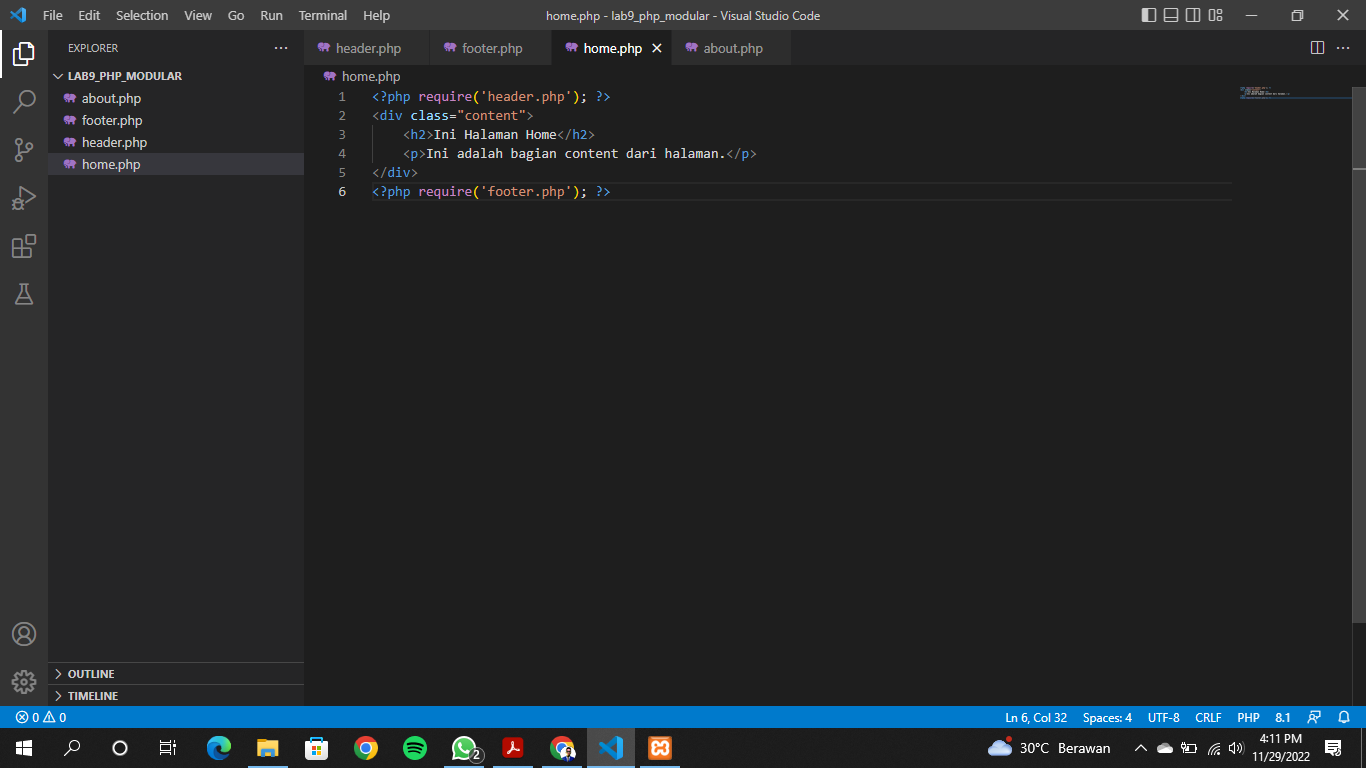 File Edit Selection View Go Run Terminal Help home.php - lab9_php_modular - Visual Studio Code
EXPLORER
LAB9_PHP_MODULAR
about.php
footer.php
header.php
home.php
OUTLINE
TIMELINE
header.php footer.php home.php about.php
home.php
1 <?php require('header.php'); ?>
2 <div class="content">
3 <h2>Ini Halaman Home</h2>
4 <p>Ini adalah bagian content dari halaman.</p>
5 </div>
6 <?php require('footer.php'); ?>
0 0 Ln 6, Col 32 Spaces: 4 UTF-8 CRLF PHP 8.1
2 30°C Berawan 4:11 PM
11/29/2022